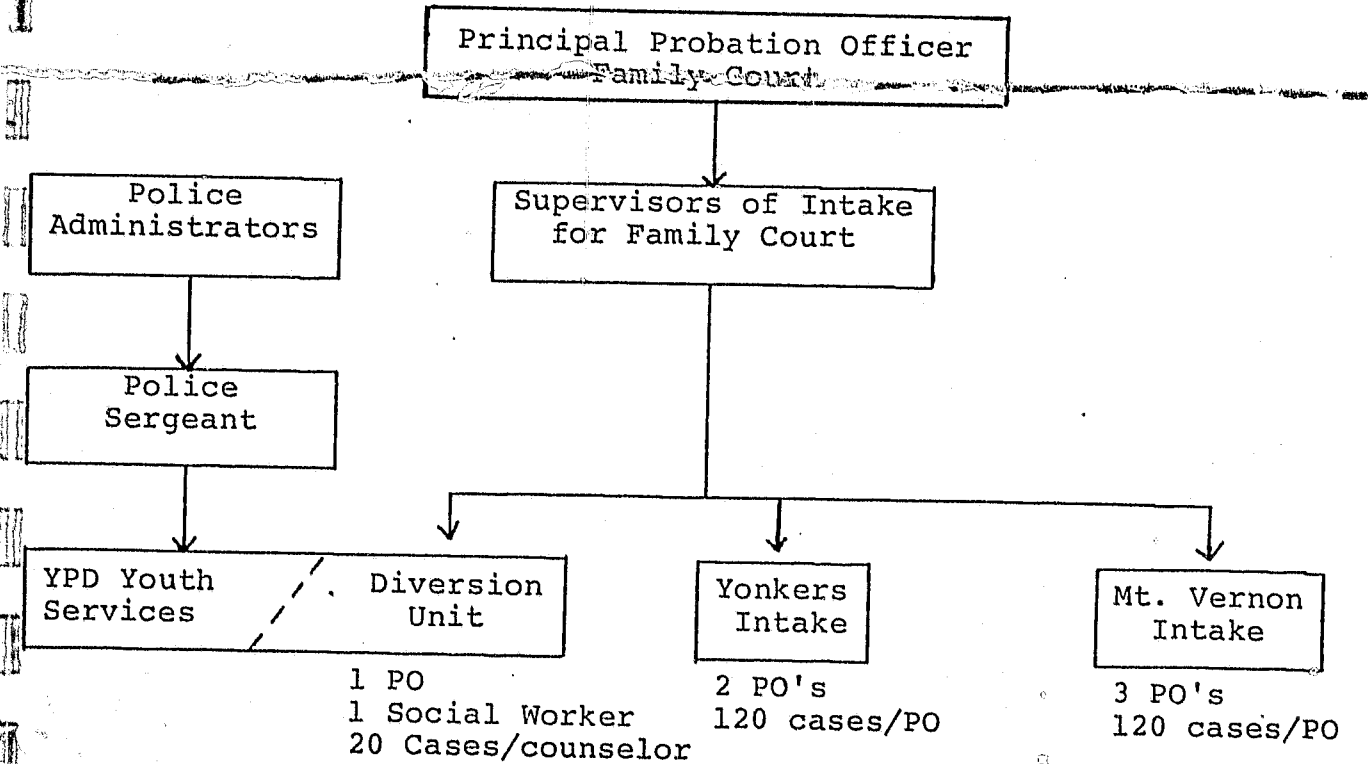 Principal Probation Officer
Family Court
Police
Administrators
Supervisors of Intake
for Family Court
Police
Sergeant
YPD Youth
Services
Diversion
Unit
1 PO
1 Social Worker
20 Cases/counselor
Yonkers
Intake
2 PO's
120 cases/PO
Mt. Vernon
Intake
3 PO's
120 cases/PO